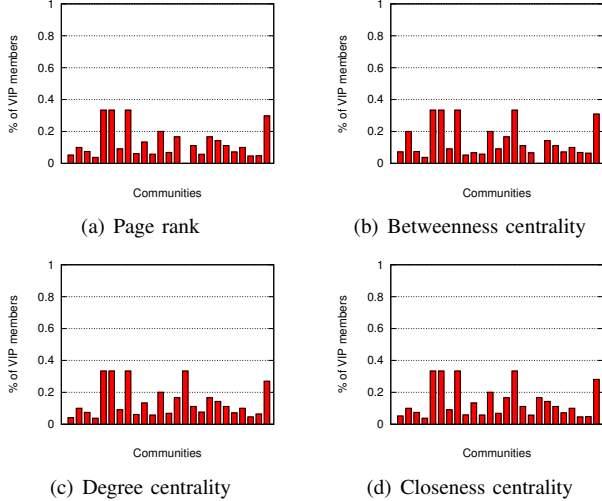 1
0.8
0.6
0.4
0.2
0
% of VIP members
Communities
(a) Page rank
1
0.8
0.6
0.4
0.2
0
% of VIP members
Communities
(b) Betweenness centrality
1
0.8
0.6
0.4
0.2
0
% of VIP members
Communities
(c) Degree centrality
1
0.8
0.6
0.4
0.2
0
% of VIP members
Communities
(d) Closeness centrality